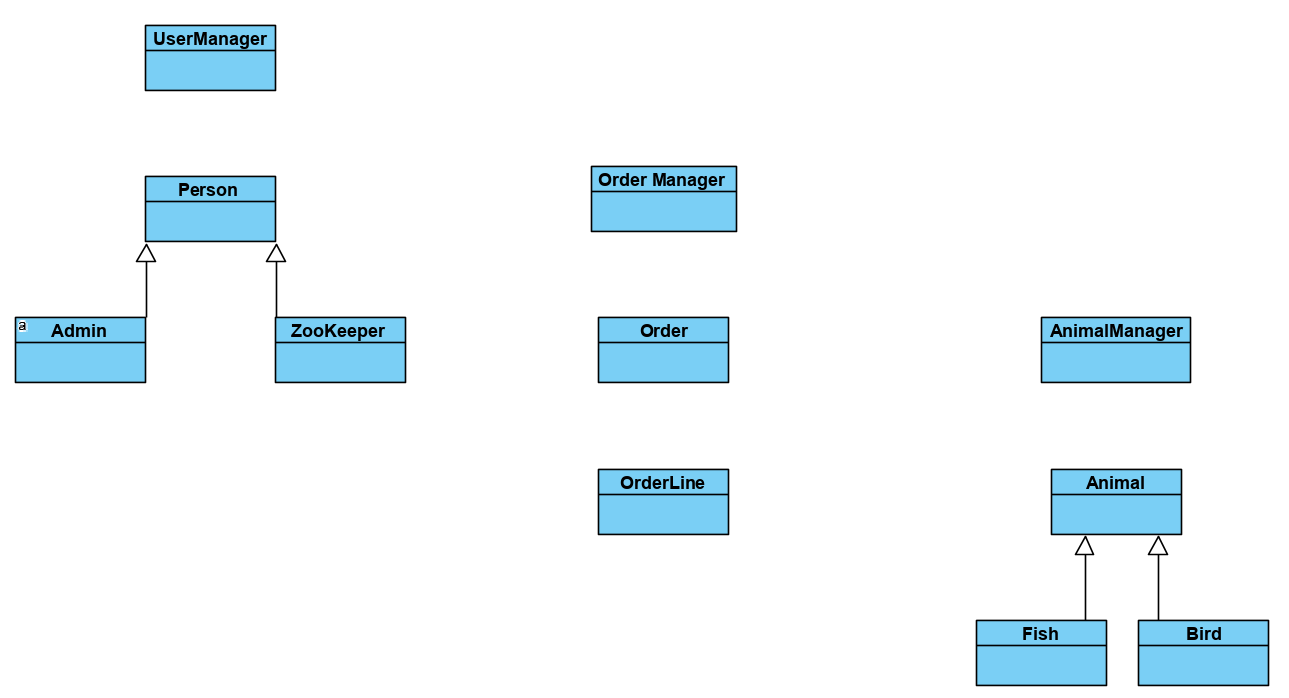 UserManager
Person
Order Manager
a
Admin
ZooKeeper
Order
AnimalManager
OrderLine
Animal
Fish
Bird